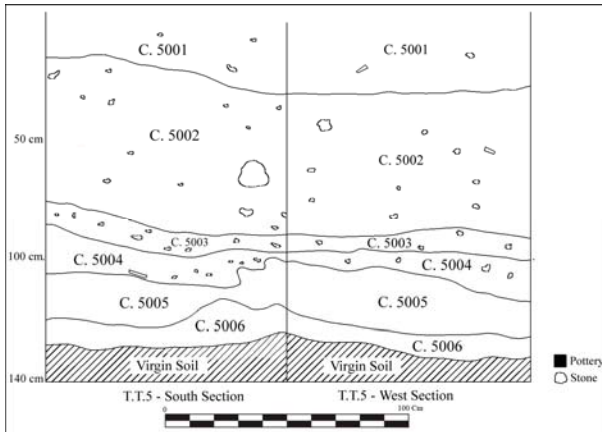 C. 5001
C. 5001
C. 5002
C. 5002
50 cm
C. 5003
C. 5003
100 cm
C. 5004
C. 5004
C. 5005
C. 5005
C. 5006
C. 5006
Virgin Soil
Virgin Soil
140 cm
Pottery
Stone
T.T.5 - South Section
T.T.5 - West Section
0
100 Cm